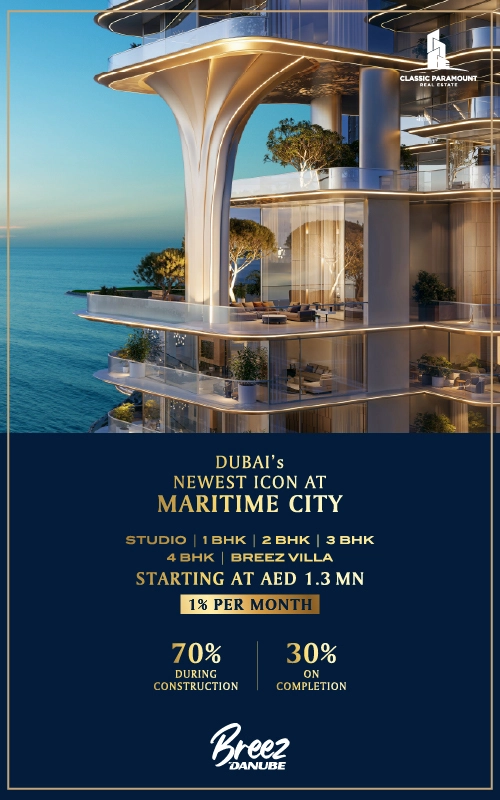 CLASSIC PARAMOUNT
REAL ESTATE
DUBAI's
NEWEST ICON AT
MARITIME CITY
STUDIO | 1 BHK | 2 BHK | 3 BHK
4 BHK | BREEZ VILLA
STARTING AT AED 1.3 MN
1% PER MONTH
70%
DURING
CONSTRUCTION
30%
ON
COMPLETION
Breez
DANUBE